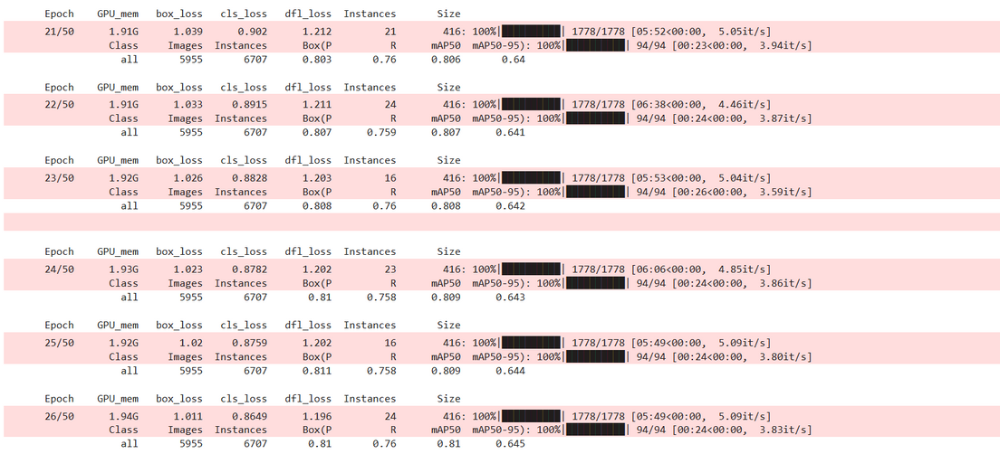 Epoch GPU_mem box_loss cls_loss dfl_loss Instances Size
21/50 1.91G 1.039 0.902 1.212 21 416: 100%|██████████| 1778/1778 [05:52<00:00, 5.05it/s]
Class Images Instances Box(P R mAP50 mAP50-95): 100%|██████████| 94/94 [00:23<00:00, 3.94it/s]
all 5955 6707 0.803 0.76 0.806 0.64
Epoch GPU_mem box_loss cls_loss dfl_loss Instances Size
22/50 1.91G 1.033 0.8915 1.211 24 416: 100%|██████████| 1778/1778 [06:38<00:00, 4.46it/s]
Class Images Instances Box(P R mAP50 mAP50-95): 100%|██████████| 94/94 [00:24<00:00, 3.87it/s]
all 5955 6707 0.807 0.759 0.807 0.641
Epoch GPU_mem box_loss cls_loss dfl_loss Instances Size
23/50 1.92G 1.026 0.8828 1.203 16 416: 100%|██████████| 1778/1778 [05:53<00:00, 5.04it/s]
Class Images Instances Box(P R mAP50 mAP50-95): 100%|██████████| 94/94 [00:26<00:00, 3.59it/s]
all 5955 6707 0.808 0.76 0.808 0.642
Epoch GPU_mem box_loss cls_loss dfl_loss Instances Size
24/50 1.93G 1.023 0.8782 1.202 23 416: 100%|██████████| 1778/1778 [06:06<00:00, 4.85it/s]
Class Images Instances Box(P R mAP50 mAP50-95): 100%|██████████| 94/94 [00:24<00:00, 3.86it/s]
all 5955 6707 0.81 0.758 0.809 0.643
Epoch GPU_mem box_loss cls_loss dfl_loss Instances Size
25/50 1.92G 1.02 0.8759 1.202 16 416: 100%|██████████| 1778/1778 [05:49<00:00, 5.09it/s]
Class Images Instances Box(P R mAP50 mAP50-95): 100%|██████████| 94/94 [00:24<00:00, 3.80it/s]
all 5955 6707 0.811 0.758 0.809 0.644
Epoch GPU_mem box_loss cls_loss dfl_loss Instances Size
26/50 1.94G 1.011 0.8649 1.196 24 416: 100%|██████████| 1778/1778 [05:49<00:00, 5.09it/s]
Class Images Instances Box(P R mAP50 mAP50-95): 100%|██████████| 94/94 [00:24<00:00, 3.83it/s]
all 5955 6707 0.81 0.76 0.81 0.645